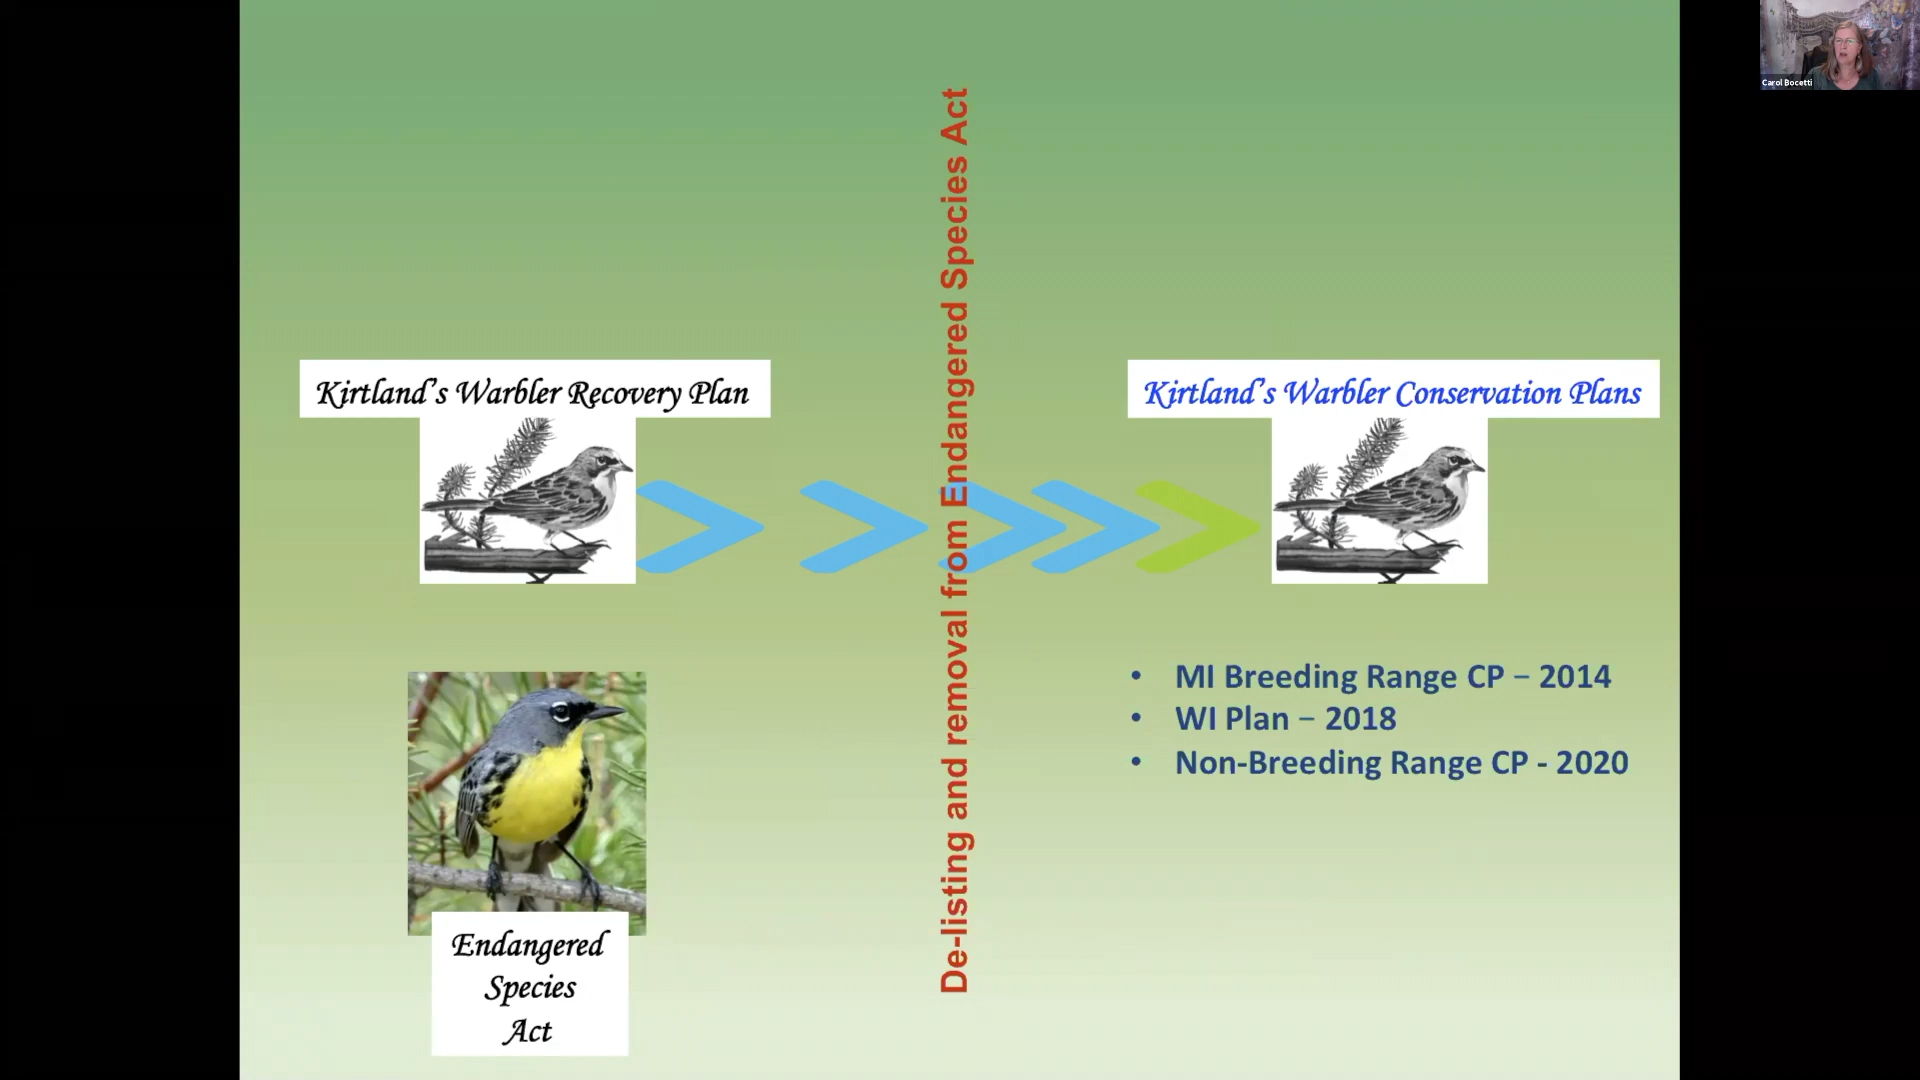 Carol Bocetti
De-listing and removal from Endangered Species Act
Kirtland's Warbler Recovery Plan
Kirtland's Warbler Conservation Plans
• MI Breeding Range CP – 2014
• WI Plan – 2018
• Non-Breeding Range CP - 2020
Endangered
Species
Act